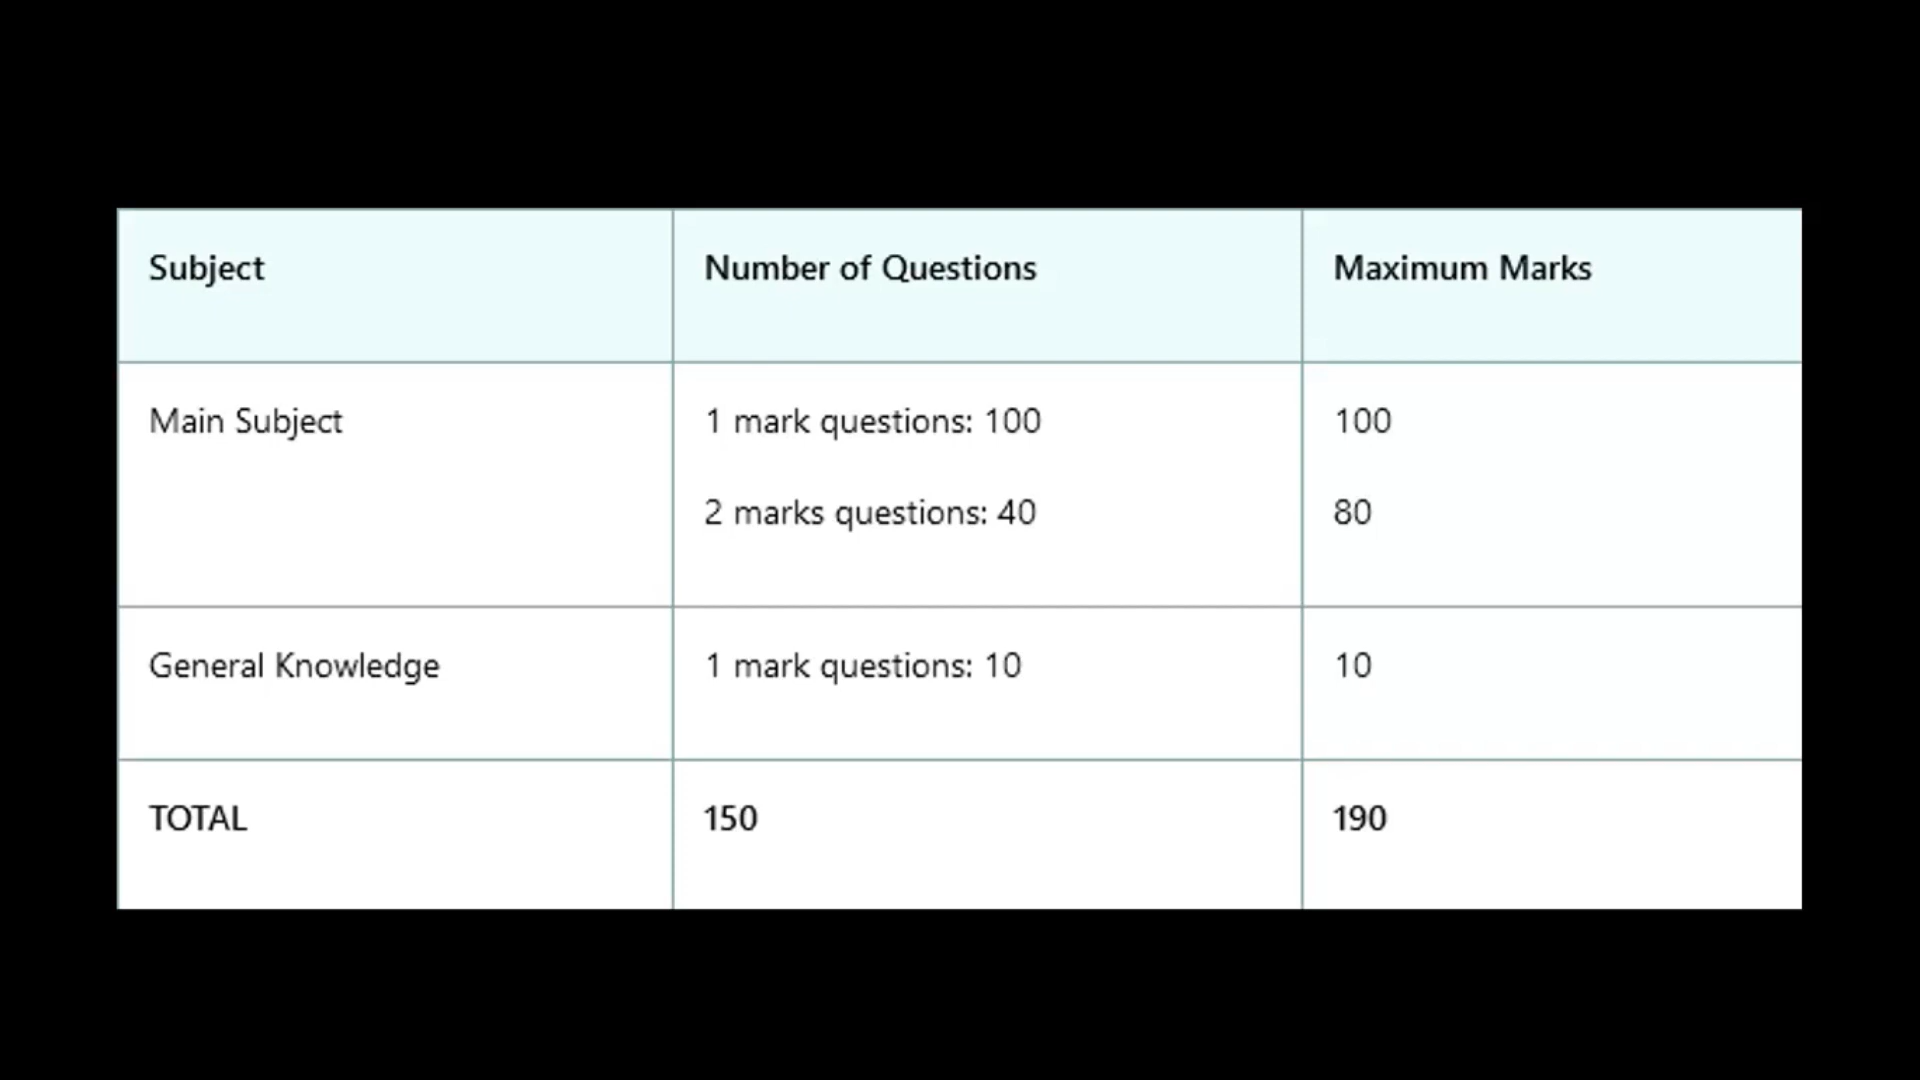 Subject Number of Questions Maximum Marks
Main Subject 1 mark questions: 100 100
2 marks questions: 40 80
General Knowledge 1 mark questions: 10 10
TOTAL 150 190